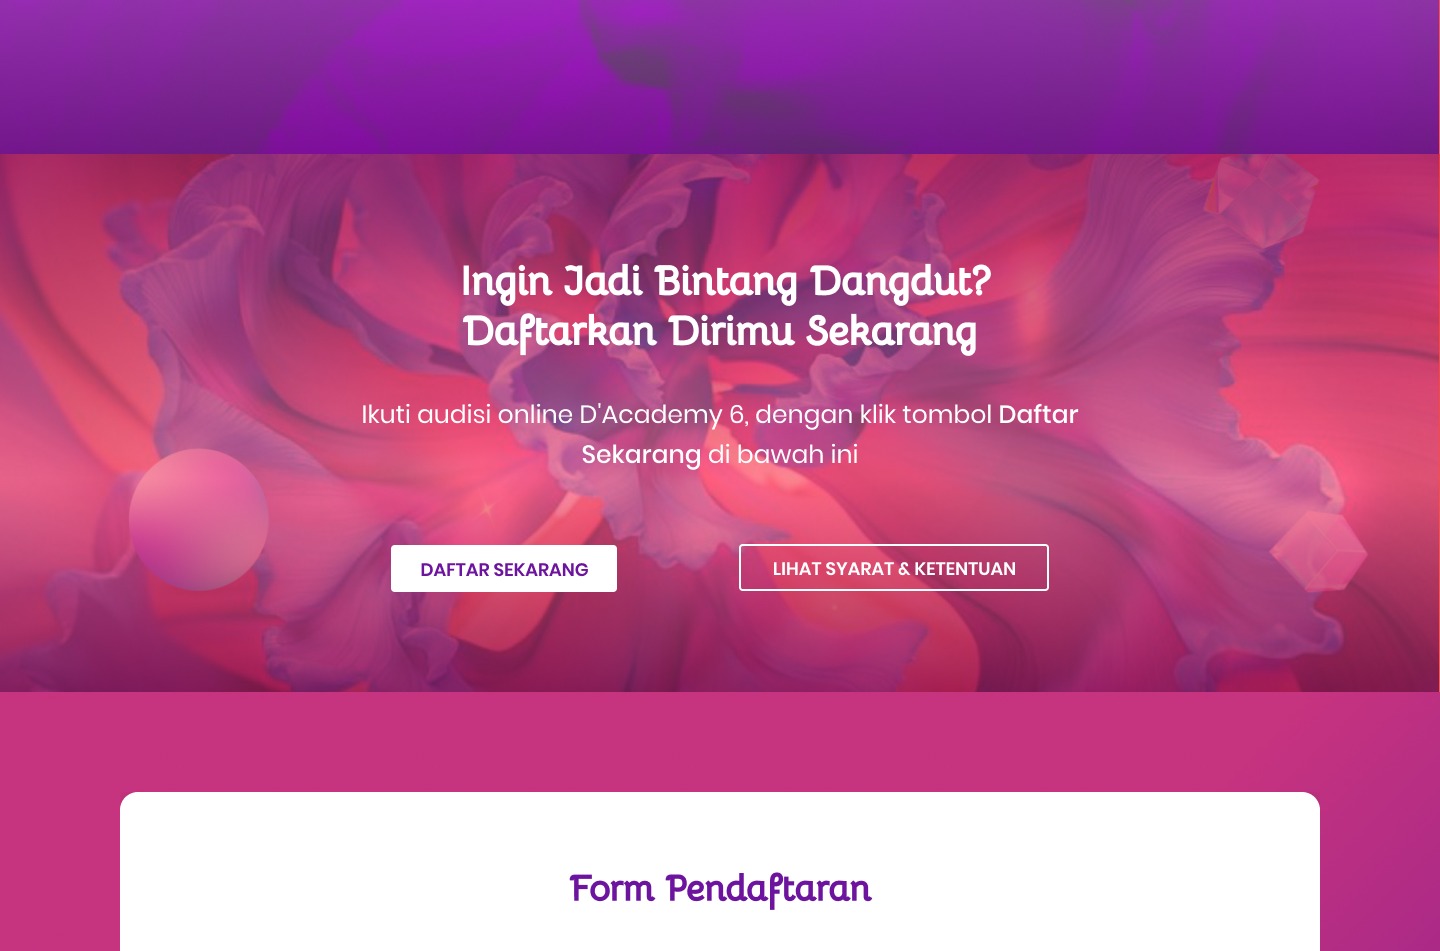 Ingin Jadi Bintang Dangdut?
Daftarkan Dirimu Sekarang
Ikuti audisi online D'Academy 6, dengan klik tombol Daftar
Sekarang di bawah ini
DAFTAR SEKARANG
LIHAT SYARAT & KETENTUAN
Form Pendaftaran